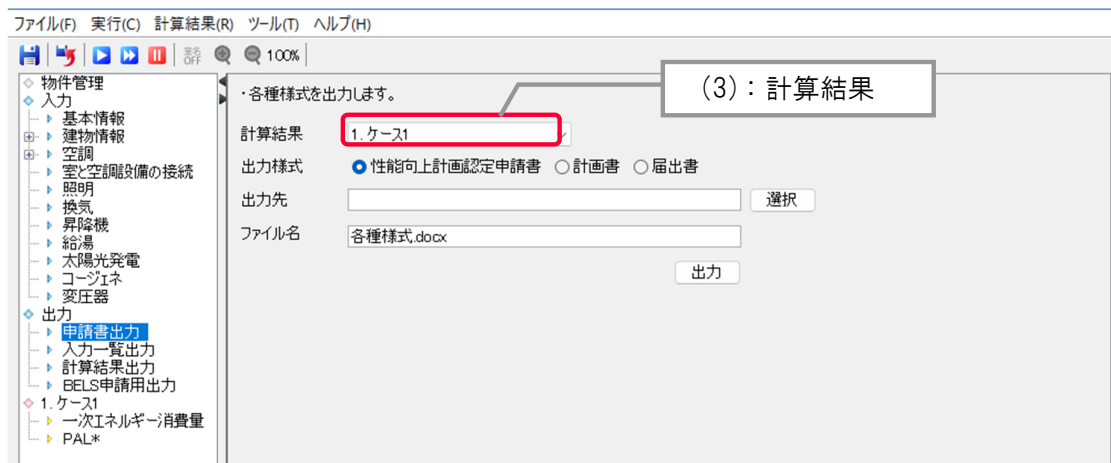 ファイル(F) 実行(C) 計算結果(R) ツール(T) ヘルプ(H)
室名OFF 100%
(3)：計算結果
物件管理
入力
基本情報
建物情報
空調
室と空調設備の接続
照明
換気
昇降機
給湯
太陽光発電
コージェネ
変圧器
出力
申請書出力
入力一覧出力
計算結果出力
BELS申請用出力
1.ケース1
一次エネルギー消費量
PAL*
・各種様式を出力します。
計算結果 1.ケース1
出力様式 性能向上計画認定申請書 計画書 届出書
出力先 選択
ファイル名 各種様式.docx
出力